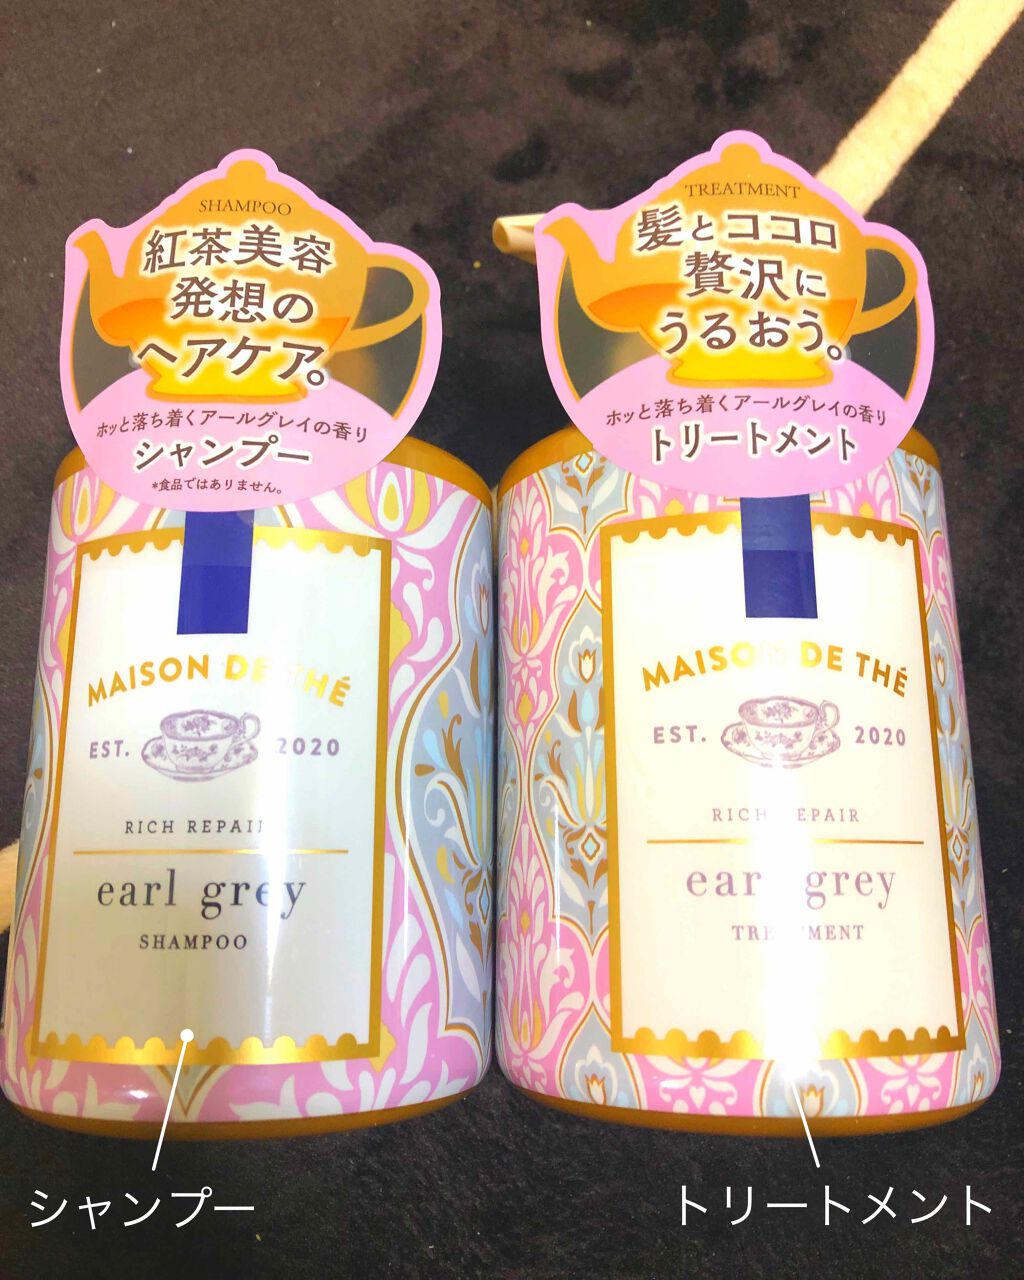 SHAMPOO
紅茶美容
発想の
ヘアケア。
ホッと落ち着くアールグレイの香り
シャンプー
*食品ではありません。
MAISON DE THÉ
EST. 2020
RICH REPAIR
earl grey
SHAMPOO
シャンプー
TREATMENT
髪とココロ
贅沢に
うるおう。
ホッと落ち着くアールグレイの香り
トリートメント
MAISON DE THÉ
EST. 2020
RICH REPAIR
earl grey
TREATMENT
トリートメント